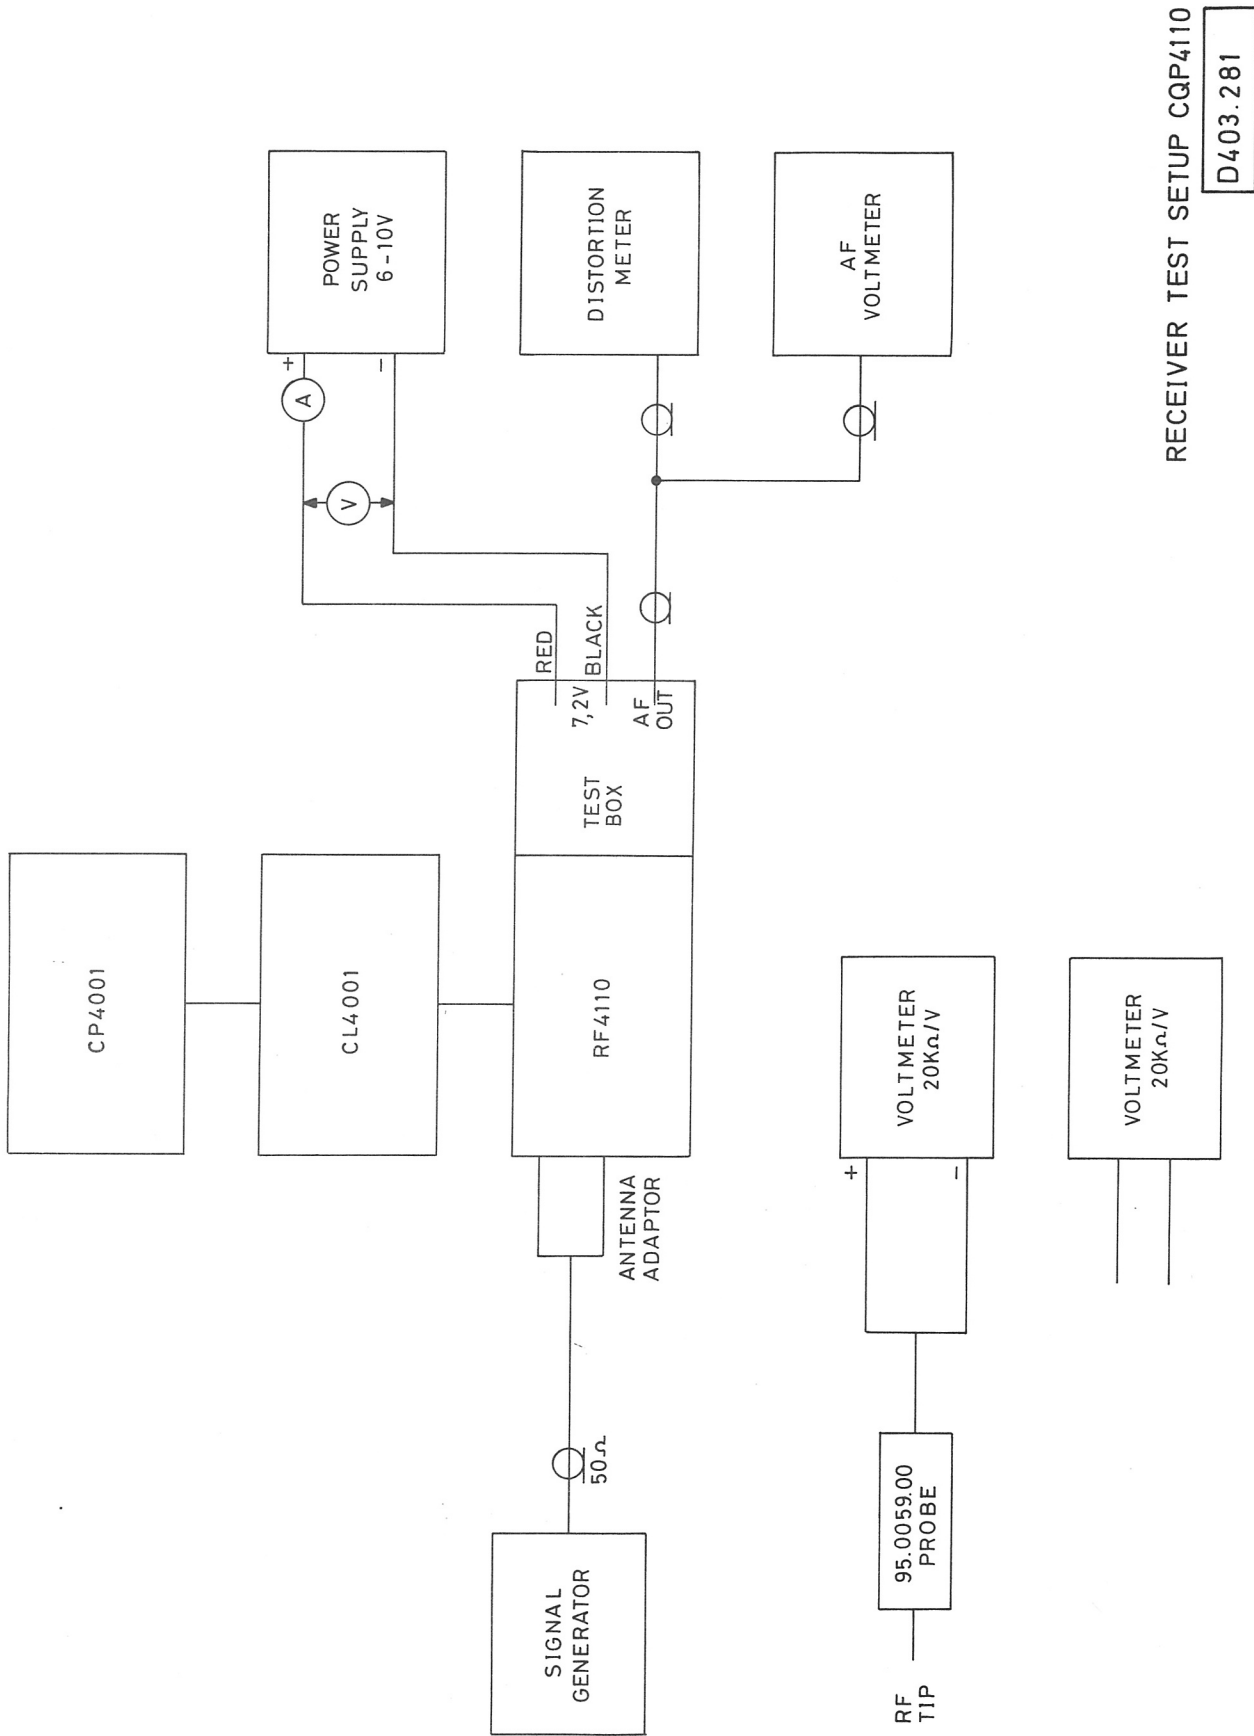 CP4001
CL4001
POWER
SUPPLY
6-10V
+
-
A
V
RED
7,2V
BLACK
AF
OUT
TEST
BOX
RF4110
ANTENNA
ADAPTOR
50Ω
SIGNAL
GENERATOR
DISTORTION
METER
AF
VOLTMETER
RF
TIP
95.0059.00
PROBE
+
-
VOLTMETER
20KΩ/V
VOLTMETER
20KΩ/V
RECEIVER TEST SETUP CQP4110
D403.281